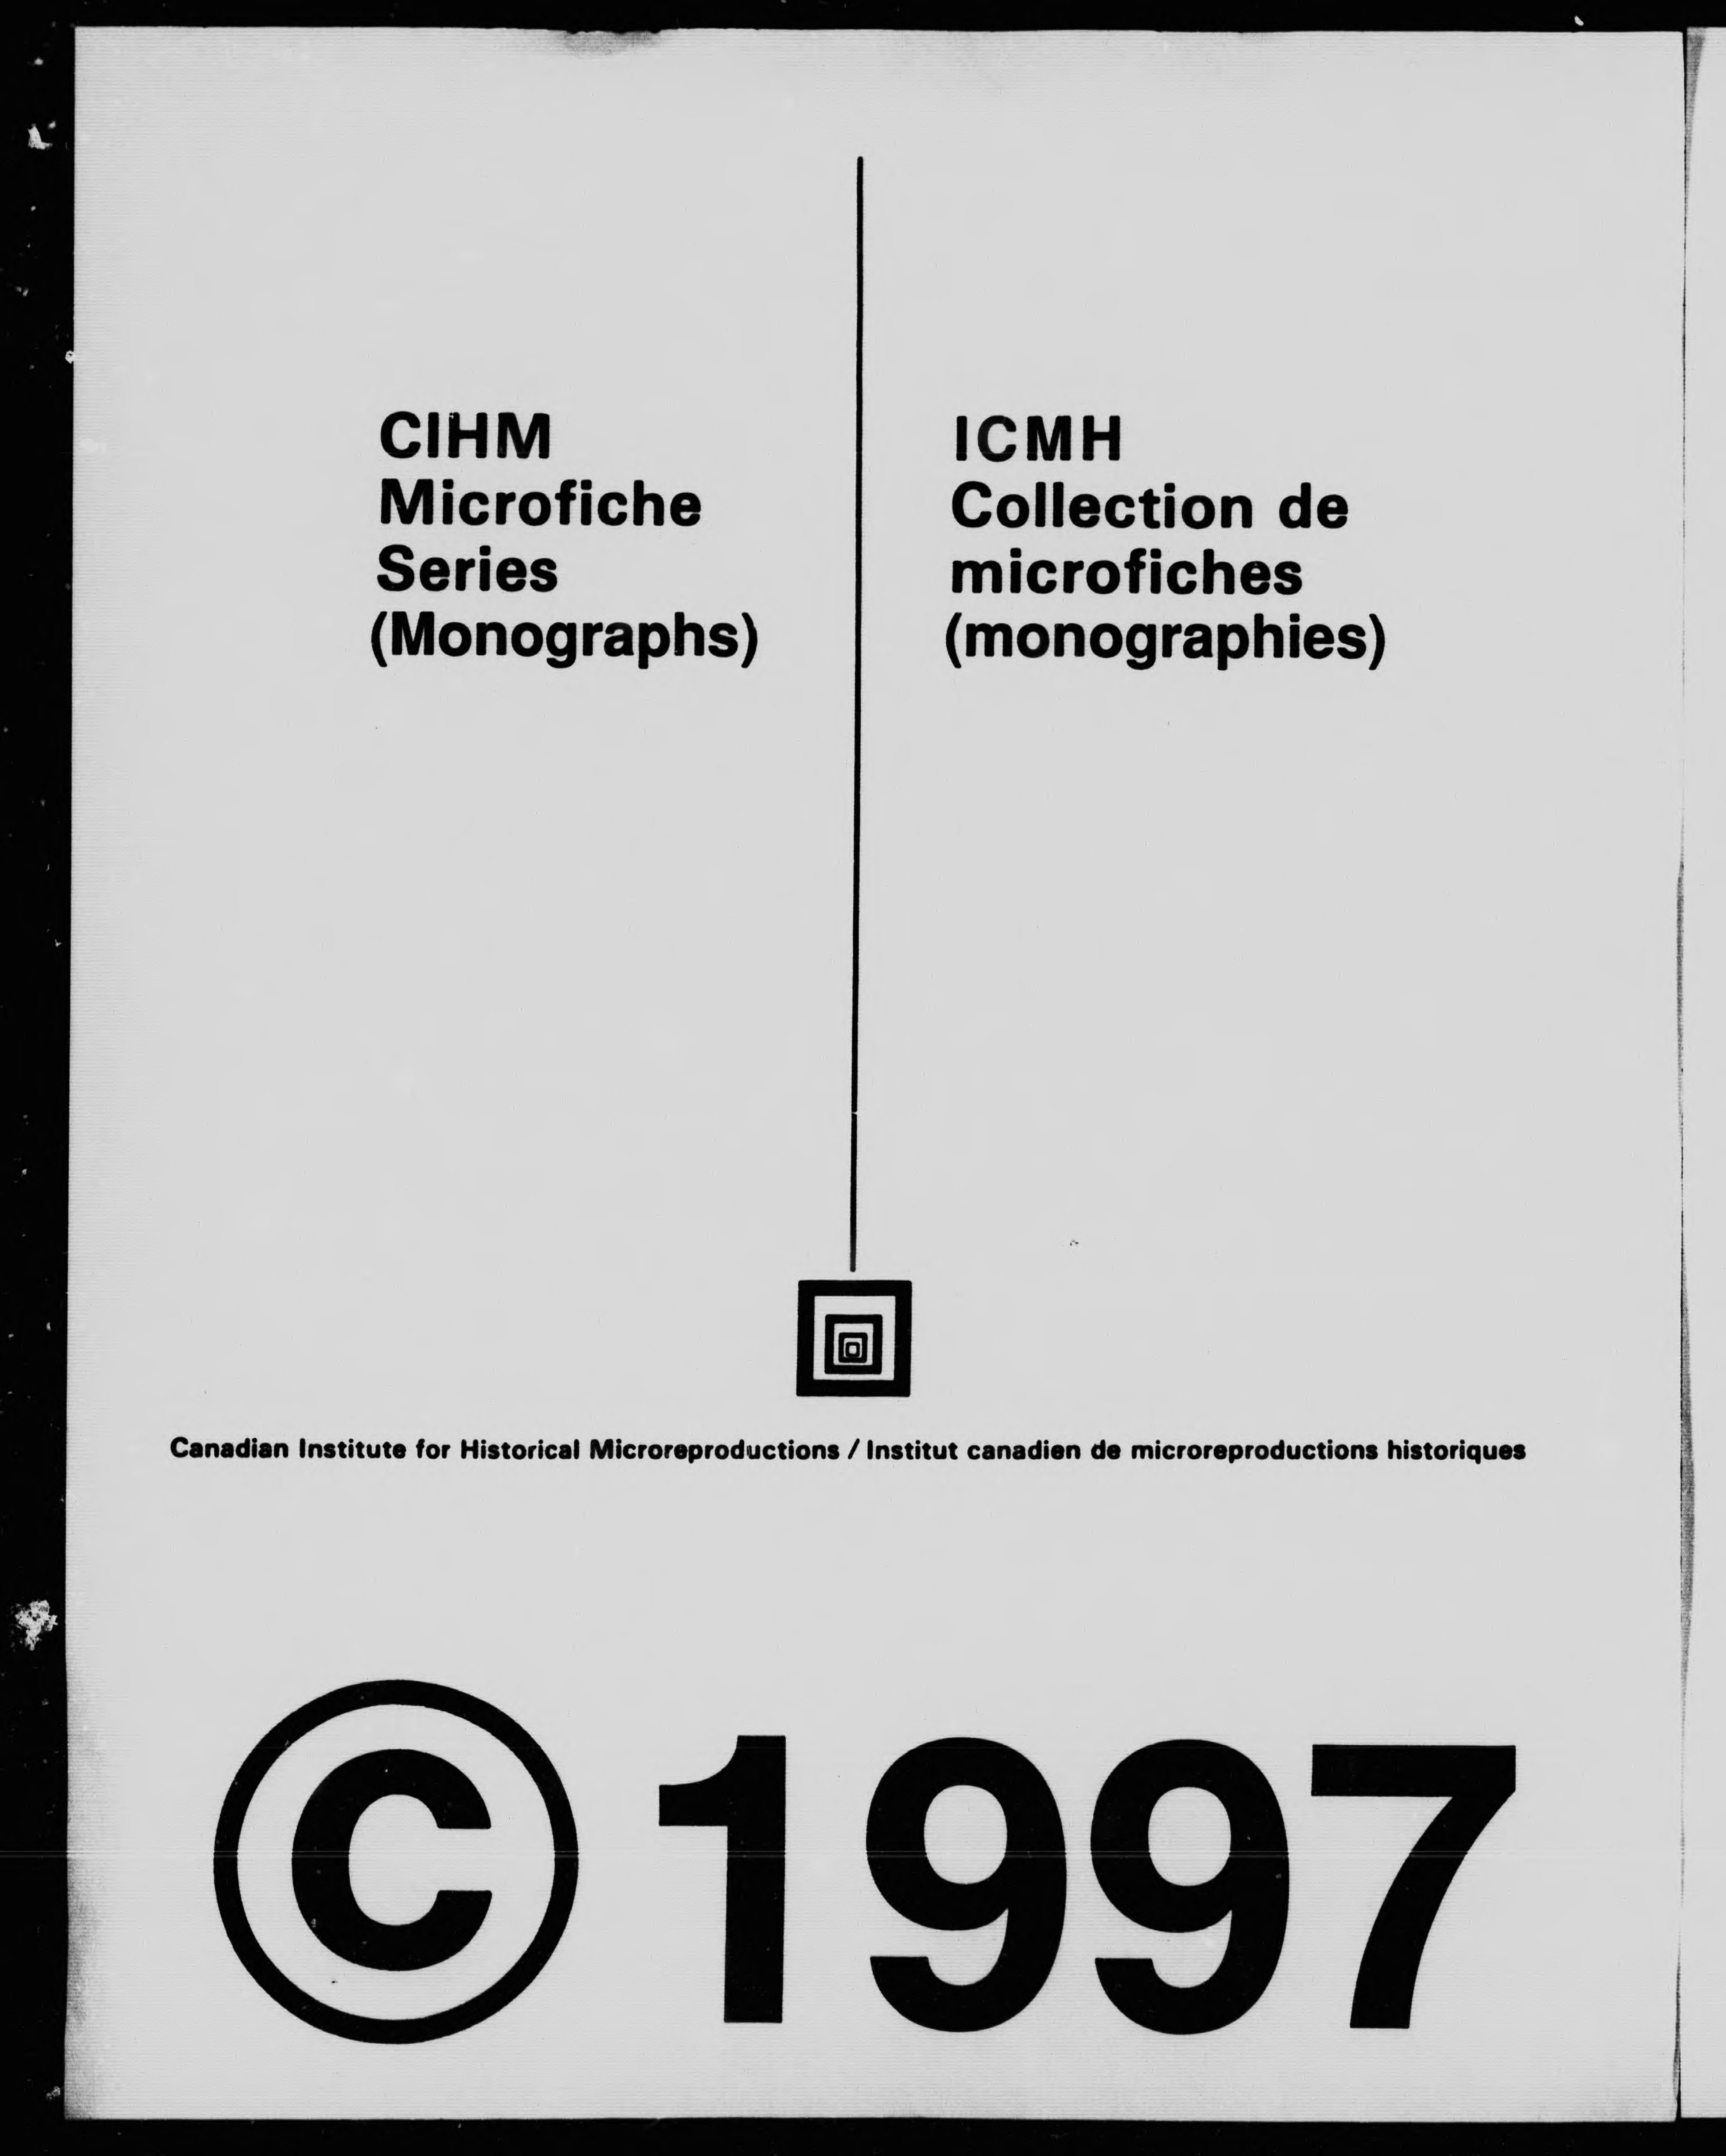 CIHM
Microfiche
Series
(Monographs)
ICMH
Collection de
microfiches
(monographies)
Canadian Institute for Historical Microreproductions / Institut canadien de microreproductions historiques
© 1997